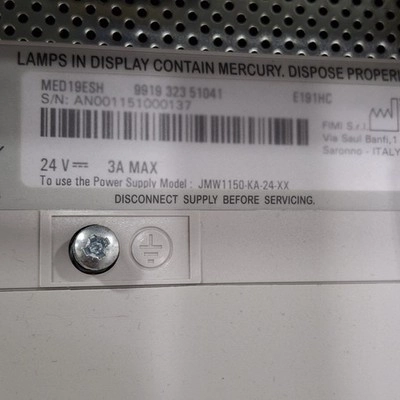 LAMPS IN DISPLAY CONTAIN MERCURY. DISPOSE PROPER
MED19ESH 9919 323 51041 E191HC
S/N: AN001151000137
FIMI S.r.l.
Via Saul Banfi, 1
Saronno - ITALY
24 V 3A MAX
To use the Power Supply Model : JMW1150-KA-24-XX
DISCONNECT SUPPLY BEFORE SERVICING.